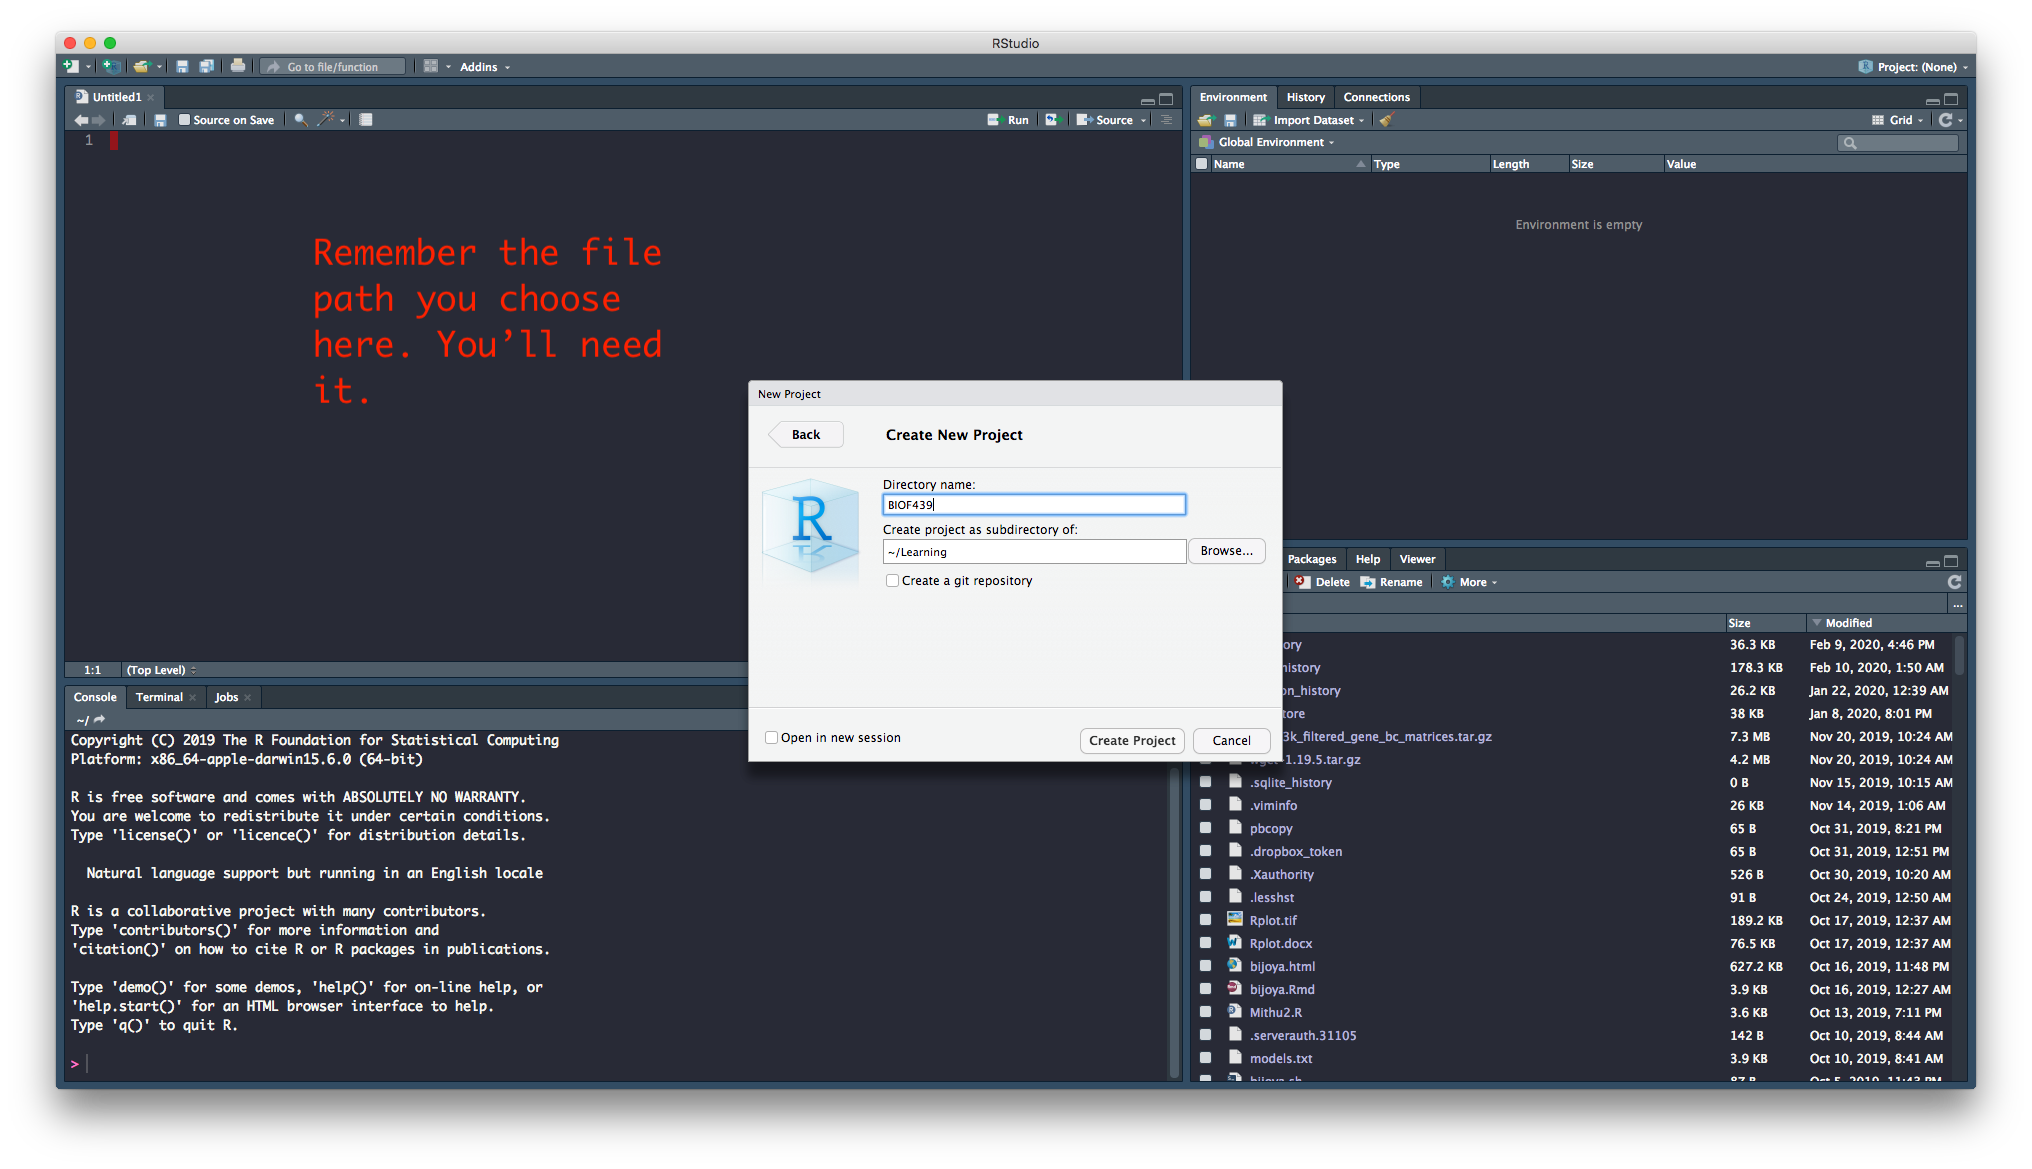 RStudio
Go to file/function
Addins
Project: (None)
Untitled1
Source on Save
Run
Source
1
Remember the file
path you choose
here. You’ll need
it.
1:1 (Top Level)
Console Terminal Jobs
~/
Copyright (C) 2019 The R Foundation for Statistical Computing
Platform: x86_64-apple-darwin15.6.0 (64-bit)
R is free software and comes with ABSOLUTELY NO WARRANTY.
You are welcome to redistribute it under certain conditions.
Type 'license()' or 'licence()' for distribution details.
Natural language support but running in an English locale
R is a collaborative project with many contributors.
Type 'contributors()' for more information and
'citation()' on how to cite R or R packages in publications.
Type 'demo()' for some demos, 'help()' for on-line help, or
'help.start()' for an HTML browser interface to help.
Type 'q()' to quit R.
>
New Project
Back
Create New Project
R
Directory name:
BIOF439
Create project as subdirectory of:
~/Learning
Browse...
Create a git repository
Open in new session
Create Project
Cancel
Environment History Connections
Import Dataset
Grid
Global Environment
Name Type Length Size Value
Environment is empty
Packages Help Viewer
Delete Rename More
...
Size Modified
ory 36.3 KB Feb 9, 2020, 4:46 PM
history 178.3 KB Feb 10, 2020, 1:50 AM
on_history 26.2 KB Jan 22, 2020, 12:39 AM
tore 38 KB Jan 8, 2020, 8:01 PM
3k_filtered_gene_bc_matrices.tar.gz 7.3 MB Nov 20, 2019, 10:24 AM
wget-1.19.5.tar.gz 4.2 MB Nov 20, 2019, 10:24 AM
.sqlite_history 0 B Nov 15, 2019, 10:15 AM
.viminfo 26 KB Nov 14, 2019, 1:06 AM
pbcopy 65 B Oct 31, 2019, 8:21 PM
.dropbox_token 65 B Oct 31, 2019, 12:51 PM
.Xauthority 526 B Oct 30, 2019, 10:20 AM
.lesshst 91 B Oct 24, 2019, 12:50 AM
Rplot.tif 189.2 KB Oct 17, 2019, 12:37 AM
Rplot.docx 76.5 KB Oct 17, 2019, 12:37 AM
bijoya.html 627.2 KB Oct 16, 2019, 11:48 PM
bijoya.Rmd 3.9 KB Oct 16, 2019, 12:27 AM
Mithu2.R 3.6 KB Oct 13, 2019, 7:11 PM
.serverauth.31105 142 B Oct 10, 2019, 8:44 AM
models.txt 3.9 KB Oct 10, 2019, 8:41 AM
bijoya.sh 87 B Oct 5, 2019, 11:43 PM